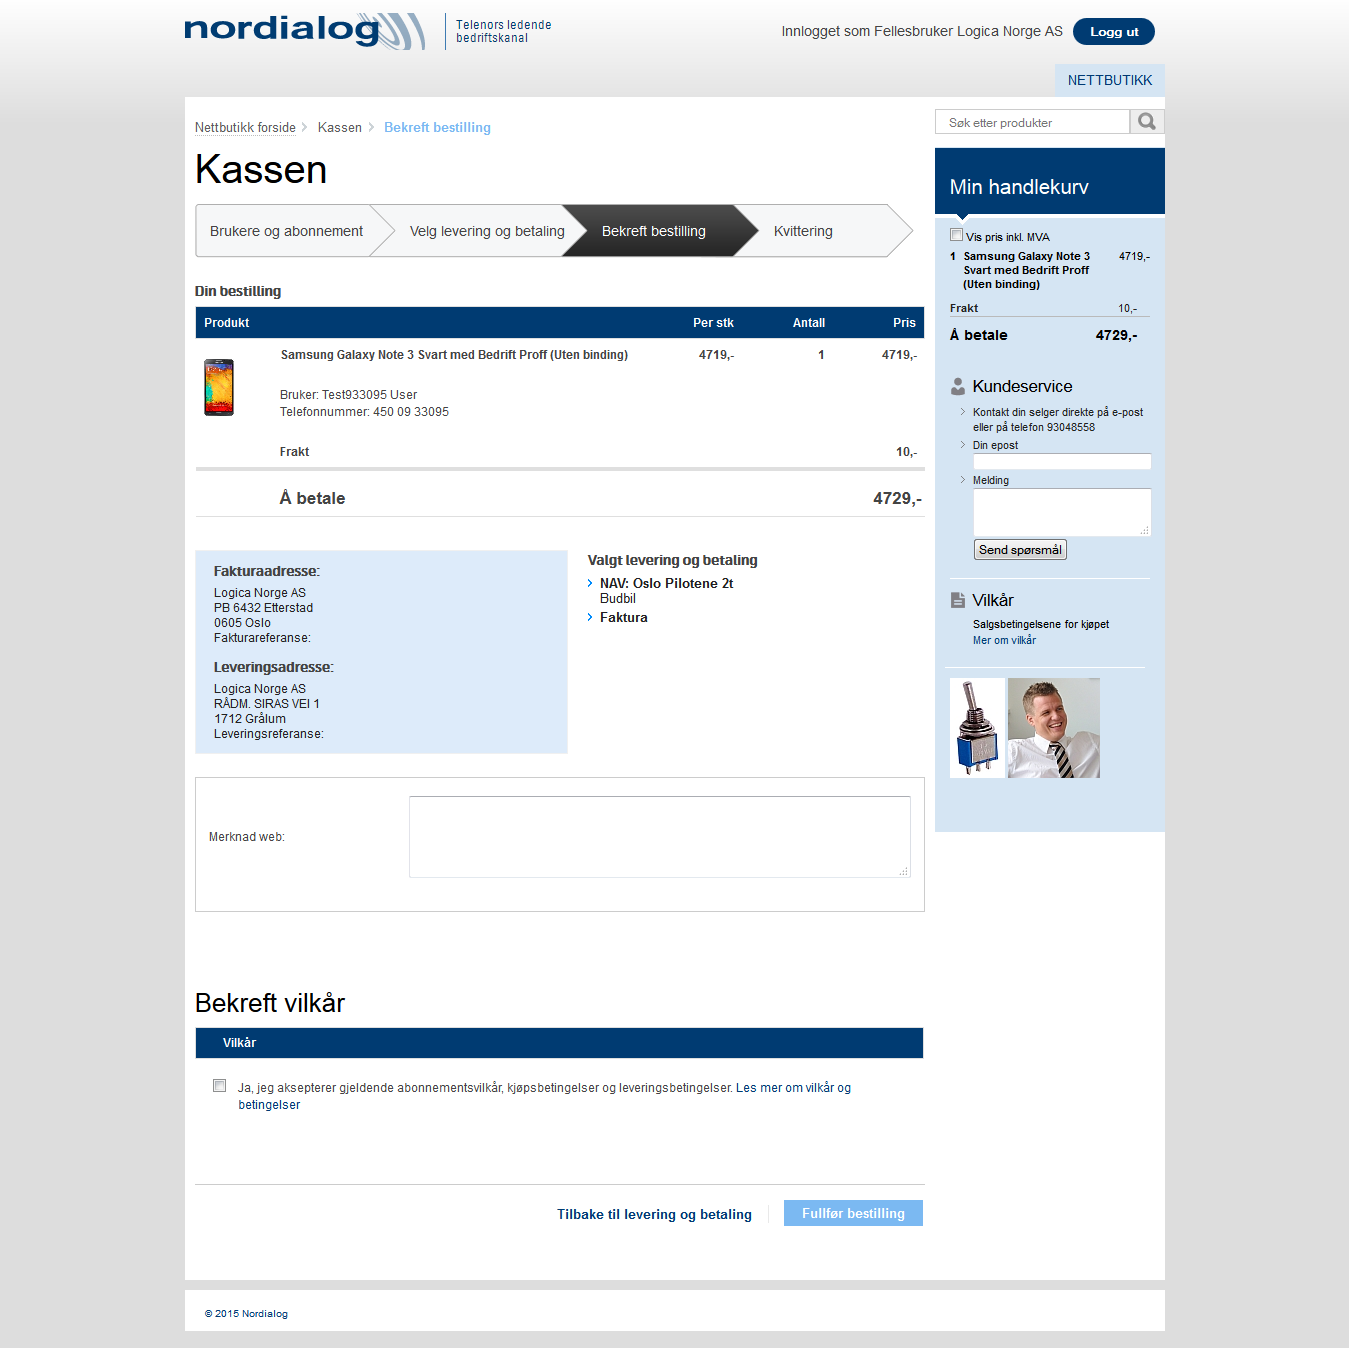 nordialog
Telenors ledende
bedriftskanal
Innlogget som Fellesbruker Logica Norge AS
Logg ut
NETTBUTIKK
Nettbutikk forside
Kassen
Bekreft bestilling
Søk etter produkter
Kassen
Brukere og abonnement
Velg levering og betaling
Bekreft bestilling
Kvittering
Din bestilling
Produkt Per stk Antall Pris
Samsung Galaxy Note 3 Svart med Bedrift Proff (Uten binding) 4719,- 1 4719,-
Bruker: Test933095 User
Telefonnummer: 450 09 33095
Frakt 10,-
Å betale 4729,-
Fakturaadresse:
Logica Norge AS
PB 6432 Etterstad
0605 Oslo
Fakturareferanse:
Leveringsadresse:
Logica Norge AS
RÅDM. SIRAS VEI 1
1712 Grålum
Leveringsreferanse:
Valgt levering og betaling
NAV: Oslo Pilotene 2t
Budbil
Faktura
Merknad web:
Bekreft vilkår
Vilkår
Ja, jeg aksepterer gjeldende abonnementsvilkår, kjøpsbetingelser og leveringsbetingelser. Les mer om vilkår og
betingelser
Tilbake til levering og betaling
Fullfør bestilling
Min handlekurv
Vis pris inkl. MVA
1 Samsung Galaxy Note 3 4719,-
Svart med Bedrift Proff
(Uten binding)
Frakt 10,-
Å betale 4729,-
Kundeservice
Kontakt din selger direkte på e-post
eller på telefon 93048558
Din epost
Melding
Send spørsmål
Vilkår
Salgsbetingelsene for kjøpet
Mer om vilkår
© 2015 Nordialog